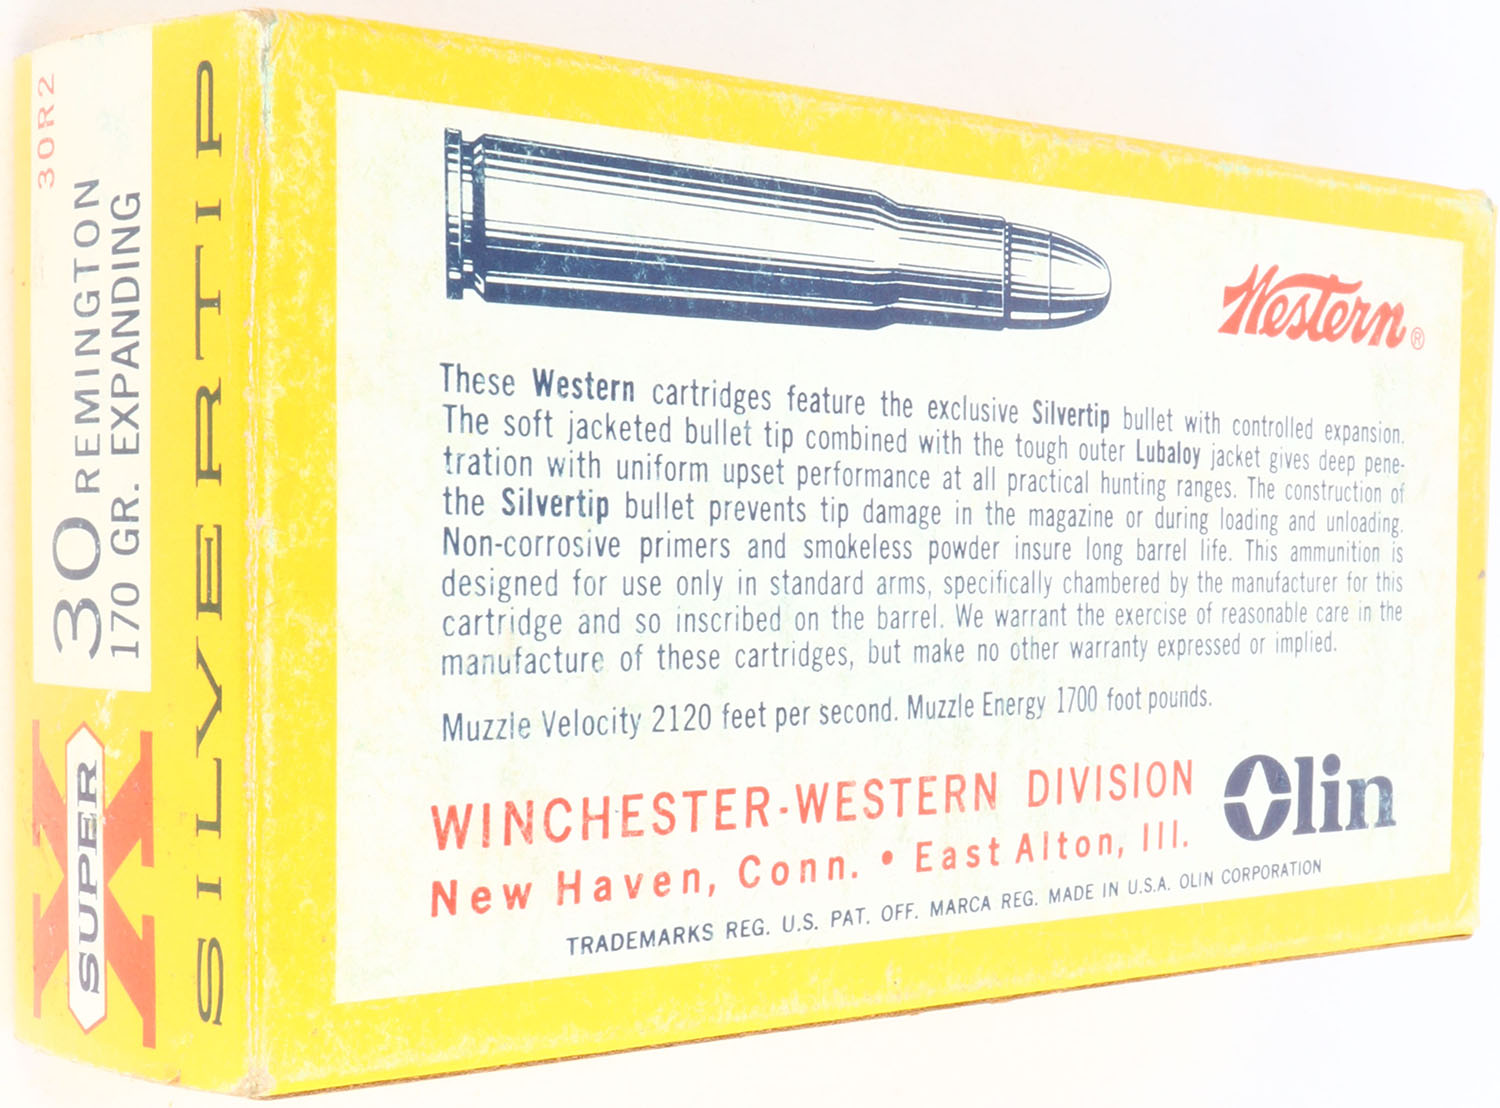 30R2
30 REMINGTON
170 GR. EXPANDING
SUPER X
SILVERTIP
Western ®
These Western cartridges feature the exclusive Silvertip bullet with controlled expansion.
The soft jacketed bullet tip combined with the tough outer Lubaloy jacket gives deep pene-
tration with uniform upset performance at all practical hunting ranges. The construction of
the Silvertip bullet prevents tip damage in the magazine or during loading and unloading.
Non-corrosive primers and smokeless powder insure long barrel life. This ammunition is
designed for use only in standard arms, specifically chambered by the manufacturer for this
cartridge and so inscribed on the barrel. We warrant the exercise of reasonable care in the
manufacture of these cartridges, but make no other warranty expressed or implied.
Muzzle Velocity 2120 feet per second. Muzzle Energy 1700 foot pounds.
WINCHESTER-WESTERN DIVISION
New Haven, Conn. • East Alton, Ill.
Olin
TRADEMARKS REG. U.S. PAT. OFF. MARCA REG. MADE IN U.S.A. OLIN CORPORATION